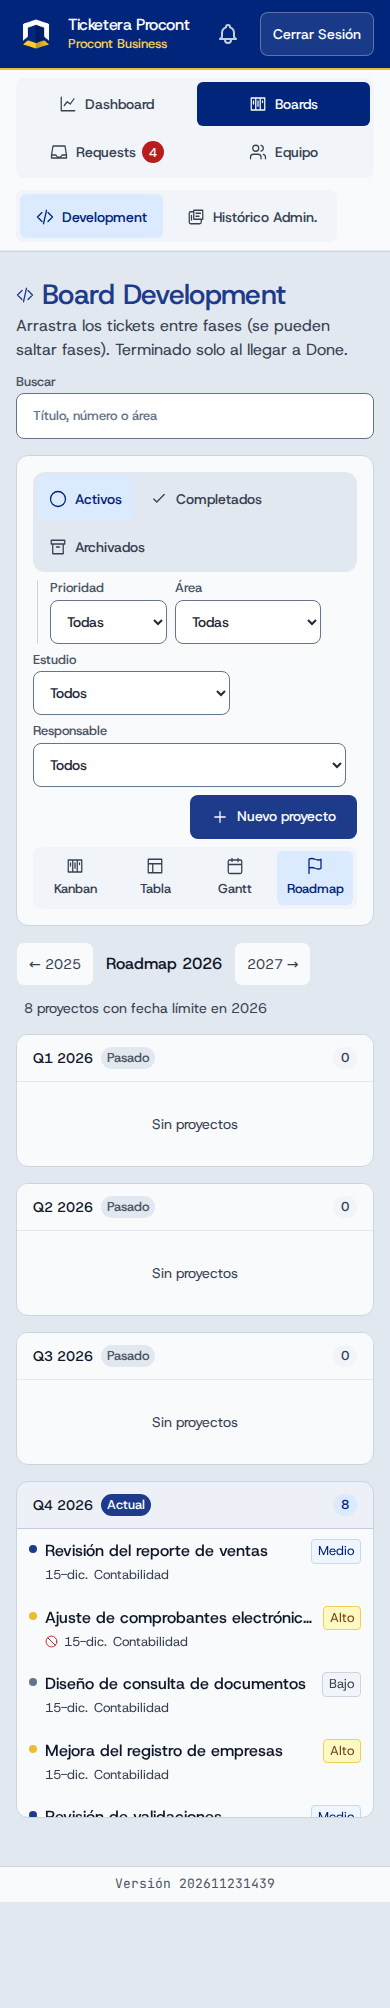 Ticketera Procont
Procont Business
Cerrar Sesión
Dashboard
Boards
Requests 4
Equipo
Development
Histórico Admin.
Board Development
Arrastra los tickets entre fases (se pueden
saltar fases). Terminado solo al llegar a Done.
Buscar
Título, número o área
Activos
Completados
Archivados
Prioridad
Área
Todas
Todas
Estudio
Todos
Responsable
Todos
Nuevo proyecto
Kanban
Tabla
Gantt
Roadmap
← 2025
Roadmap 2026
2027 →
8 proyectos con fecha límite en 2026
Q1 2026 Pasado 0
Sin proyectos
Q2 2026 Pasado 0
Sin proyectos
Q3 2026 Pasado 0
Sin proyectos
Q4 2026 Actual 8
Revisión del reporte de ventas Medio
15-dic. Contabilidad
Ajuste de comprobantes electrónic... Alto
15-dic. Contabilidad
Diseño de consulta de documentos Bajo
15-dic. Contabilidad
Mejora del registro de empresas Alto
15-dic. Contabilidad
Revisión de validaciones Medio
Versión 202611231439